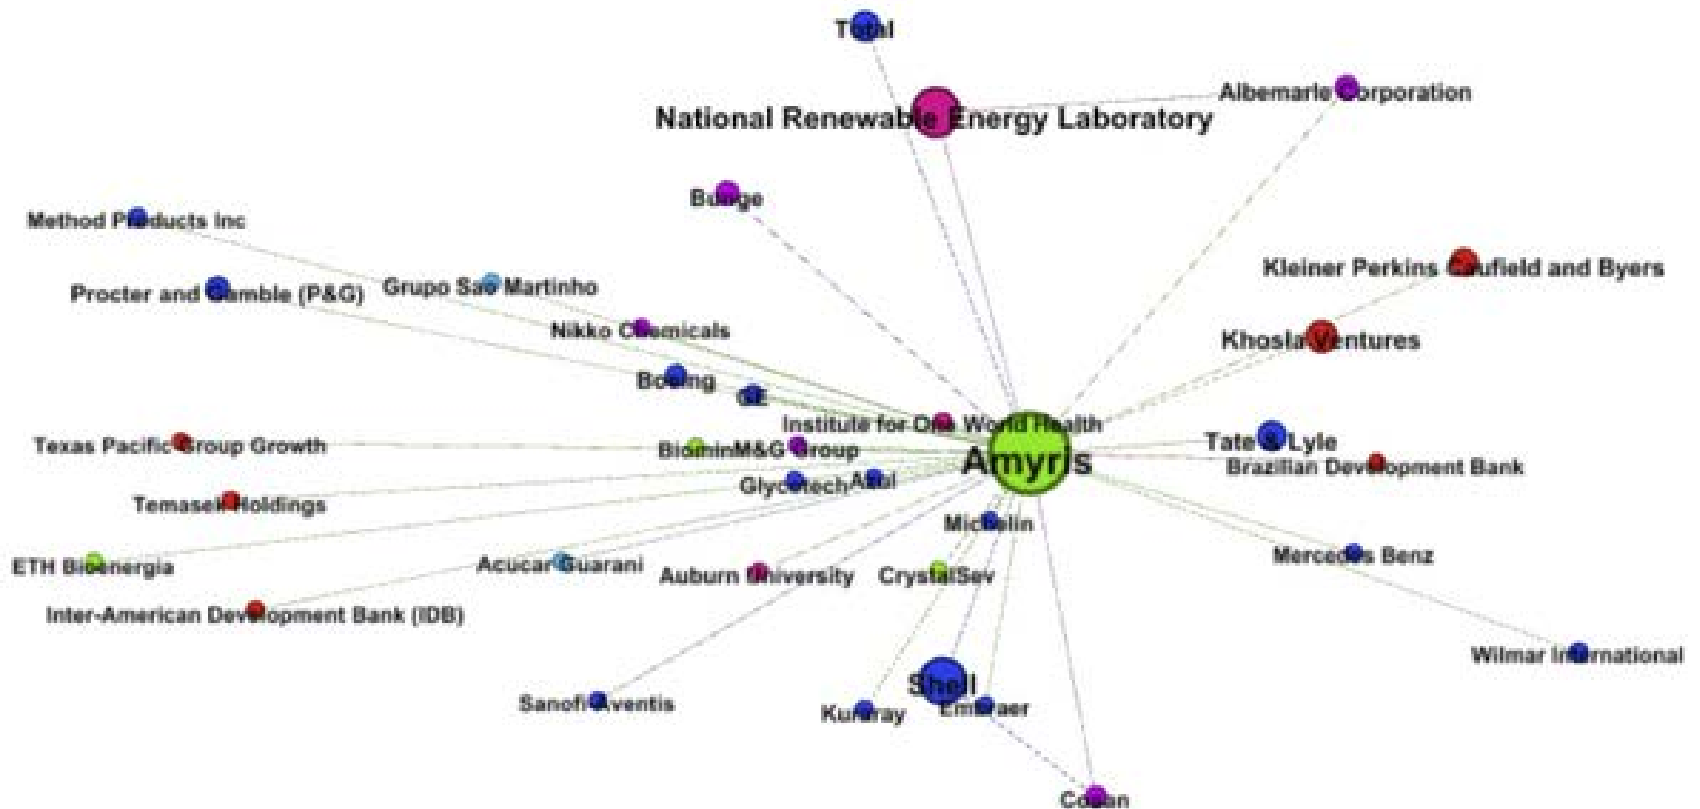 Total
Albemarle Corporation
National Renewable Energy Laboratory
Bunge
Method Products Inc
Kleiner Perkins Caufield and Byers
Grupo Sao Martinho
Procter and Gamble (P&G)
Nikko Chemicals
Khosla Ventures
Boeing
GE
Institute for One World Health
Tate & Lyle
Texas Pacific Group Growth
BiominM&G Group
Amyris
Brazilian Development Bank
Glycotech
Azul
Temasek Holdings
Michelin
Mercedes Benz
ETH Bioenergia
Acucar Guarani
Auburn University
CrystalSev
Inter-American Development Bank (IDB)
Wilmar International
Shell
Sanofi-Aventis
Kuraray
Embraer
Cosan